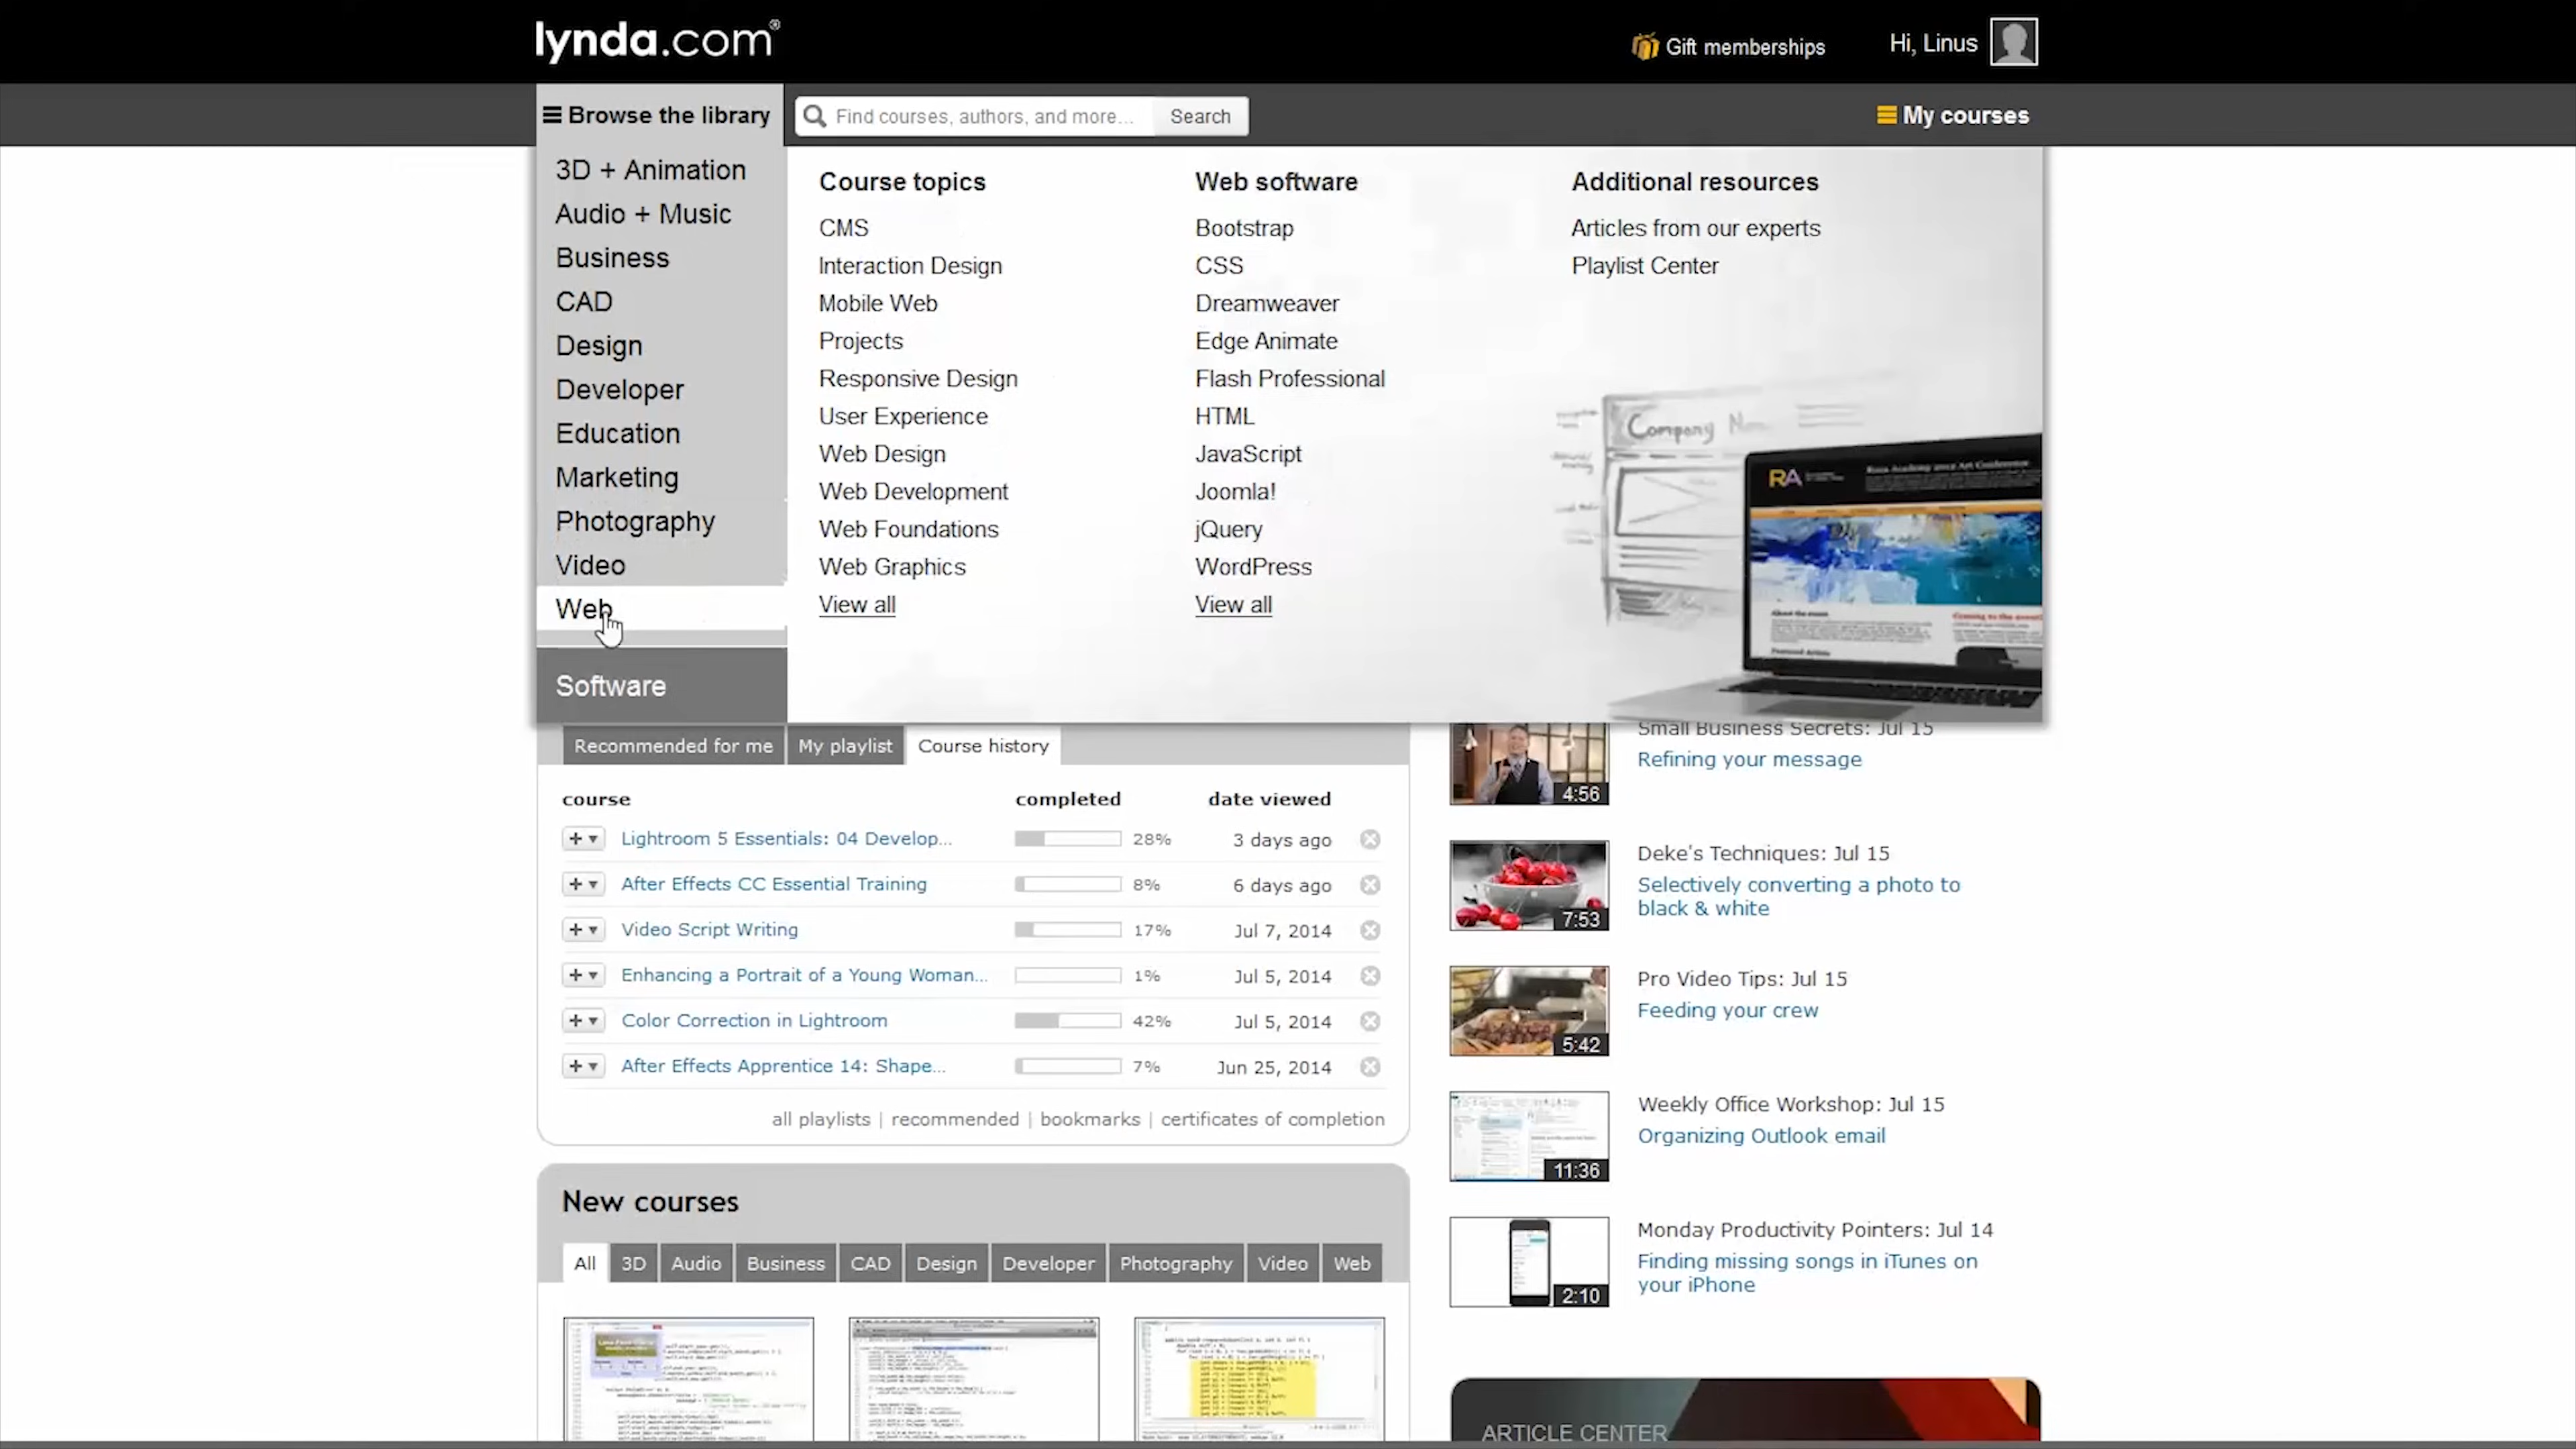 lynda.com®
Gift memberships
Hi, Linus
Browse the library
Find courses, authors, and more...
Search
My courses
3D + Animation
Audio + Music
Business
CAD
Design
Developer
Education
Marketing
Photography
Video
Web
Software
Course topics
CMS
Interaction Design
Mobile Web
Projects
Responsive Design
User Experience
Web Design
Web Development
Web Foundations
Web Graphics
View all
Web software
Bootstrap
CSS
Dreamweaver
Edge Animate
Flash Professional
HTML
JavaScript
Joomla!
jQuery
WordPress
View all
Additional resources
Articles from our experts
Playlist Center
Company
RA
Recommended for me
My playlist
Course history
course completed date viewed
Lightroom 5 Essentials: 04 Develop... 28% 3 days ago
After Effects CC Essential Training 8% 6 days ago
Video Script Writing 17% Jul 7, 2014
Enhancing a Portrait of a Young Woman... 1% Jul 5, 2014
Color Correction in Lightroom 42% Jul 5, 2014
After Effects Apprentice 14: Shape... 7% Jun 25, 2014
all playlists | recommended | bookmarks | certificates of completion
Small Business Secrets: Jul 15
Refining your message
4:56
Deke's Techniques: Jul 15
Selectively converting a photo to
black & white
7:53
Pro Video Tips: Jul 15
Feeding your crew
5:42
Weekly Office Workshop: Jul 15
Organizing Outlook email
11:36
Monday Productivity Pointers: Jul 14
Finding missing songs in iTunes on
your iPhone
2:10
New courses
All 3D Audio Business CAD Design Developer Photography Video Web
ARTICLE CENTER